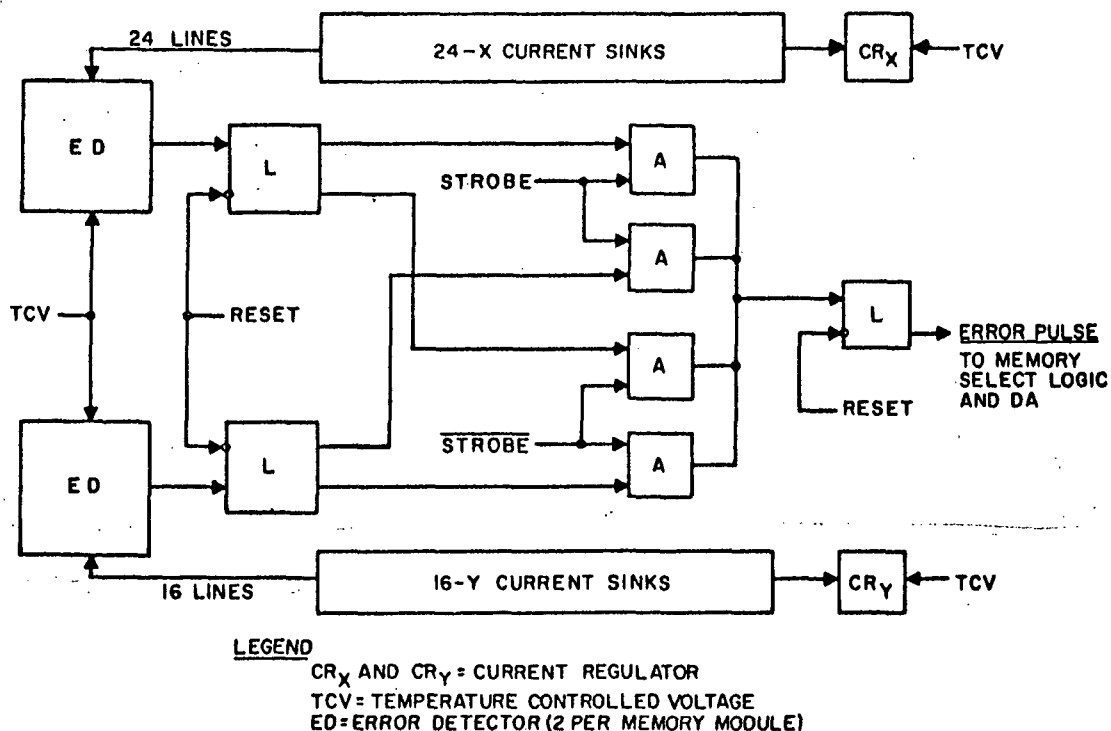 24 LINES
24-X CURRENT SINKS
CRX
TCV
ED
L
A
STROBE
A
TCV
RESET
L
ERROR PULSE
TO MEMORY
SELECT LOGIC
AND DA
A
RESET
STROBE
A
L
ED
16 LINES
16-Y CURRENT SINKS
CRY
TCV
LEGEND
CRX AND CRY = CURRENT REGULATOR
TCV= TEMPERATURE CONTROLLED VOLTAGE
ED=ERROR DETECTOR (2 PER MEMORY MODULE)